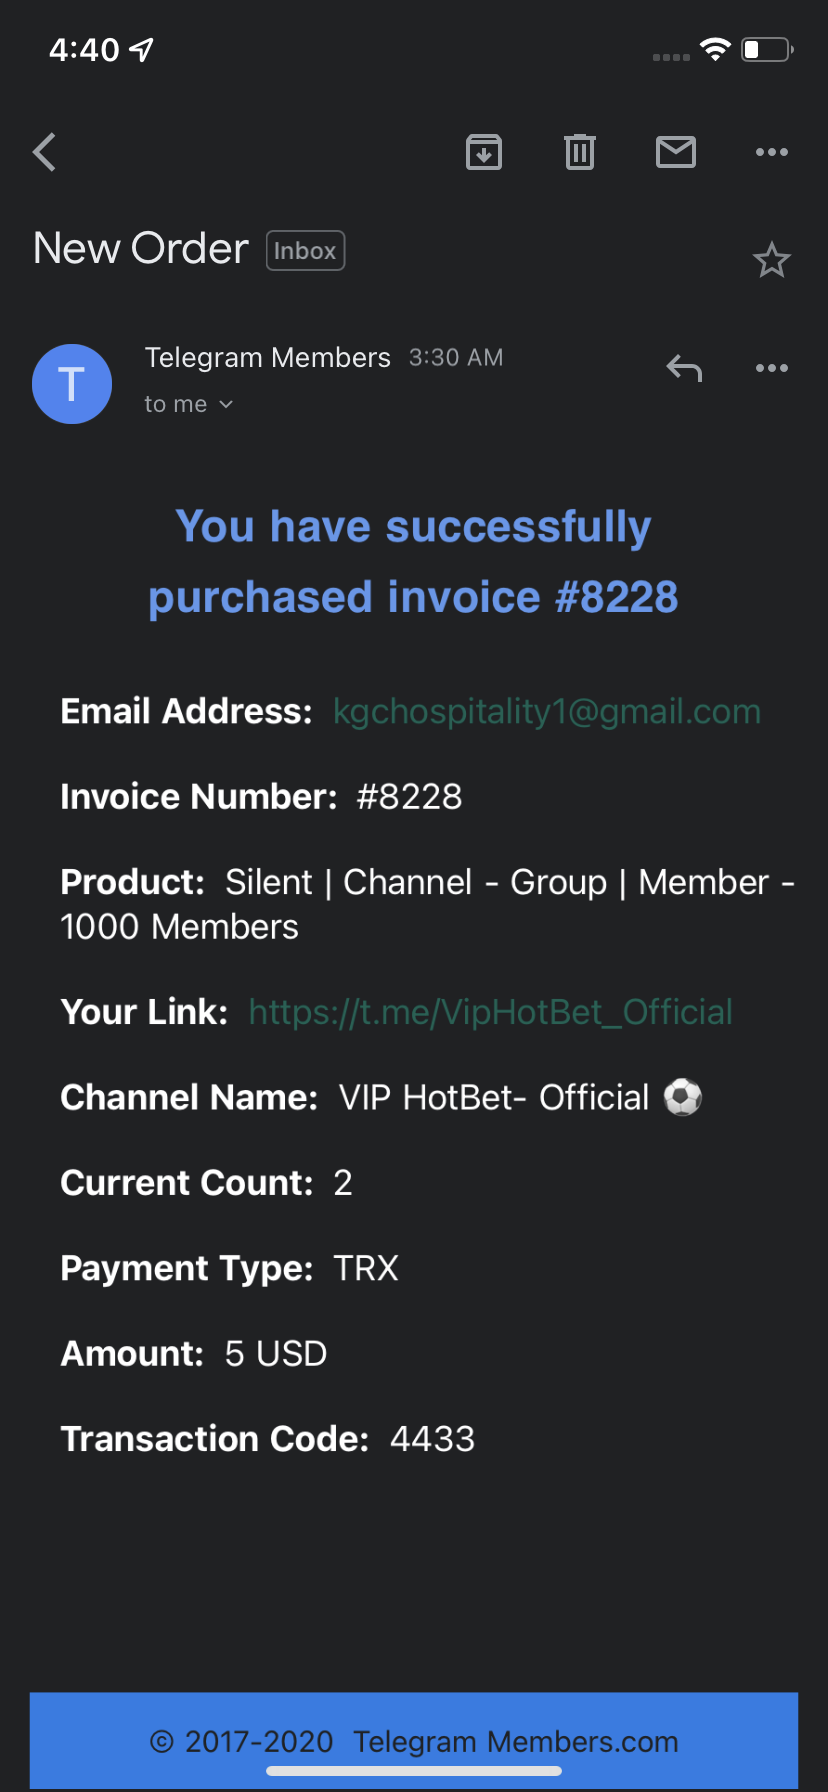 4:40
New Order Inbox
T
Telegram Members 3:30 AM
to me
You have successfully
purchased invoice #8228
Email Address: kgchospitality1@gmail.com
Invoice Number: #8228
Product: Silent | Channel - Group | Member -
1000 Members
Your Link: https://t.me/VipHotBet_Official
Channel Name: VIP HotBet- Official ⚽
Current Count: 2
Payment Type: TRX
Amount: 5 USD
Transaction Code: 4433
© 2017-2020 Telegram Members.com